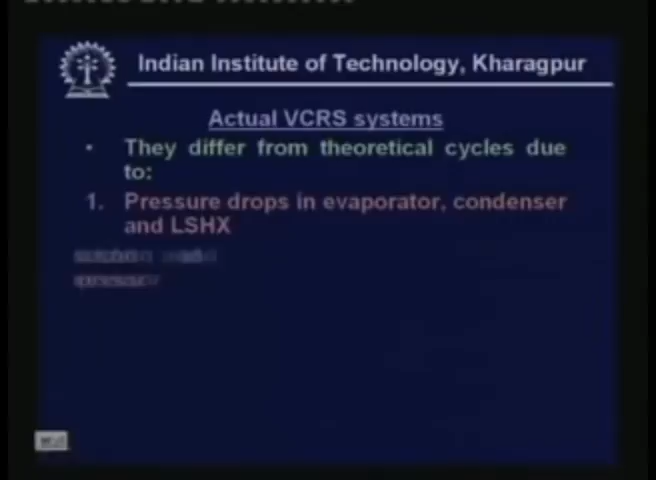 Indian Institute of Technology, Kharagpur
Actual VCRS systems
• They differ from theoretical cycles due
to:
1. Pressure drops in evaporator, condenser
and LSHX